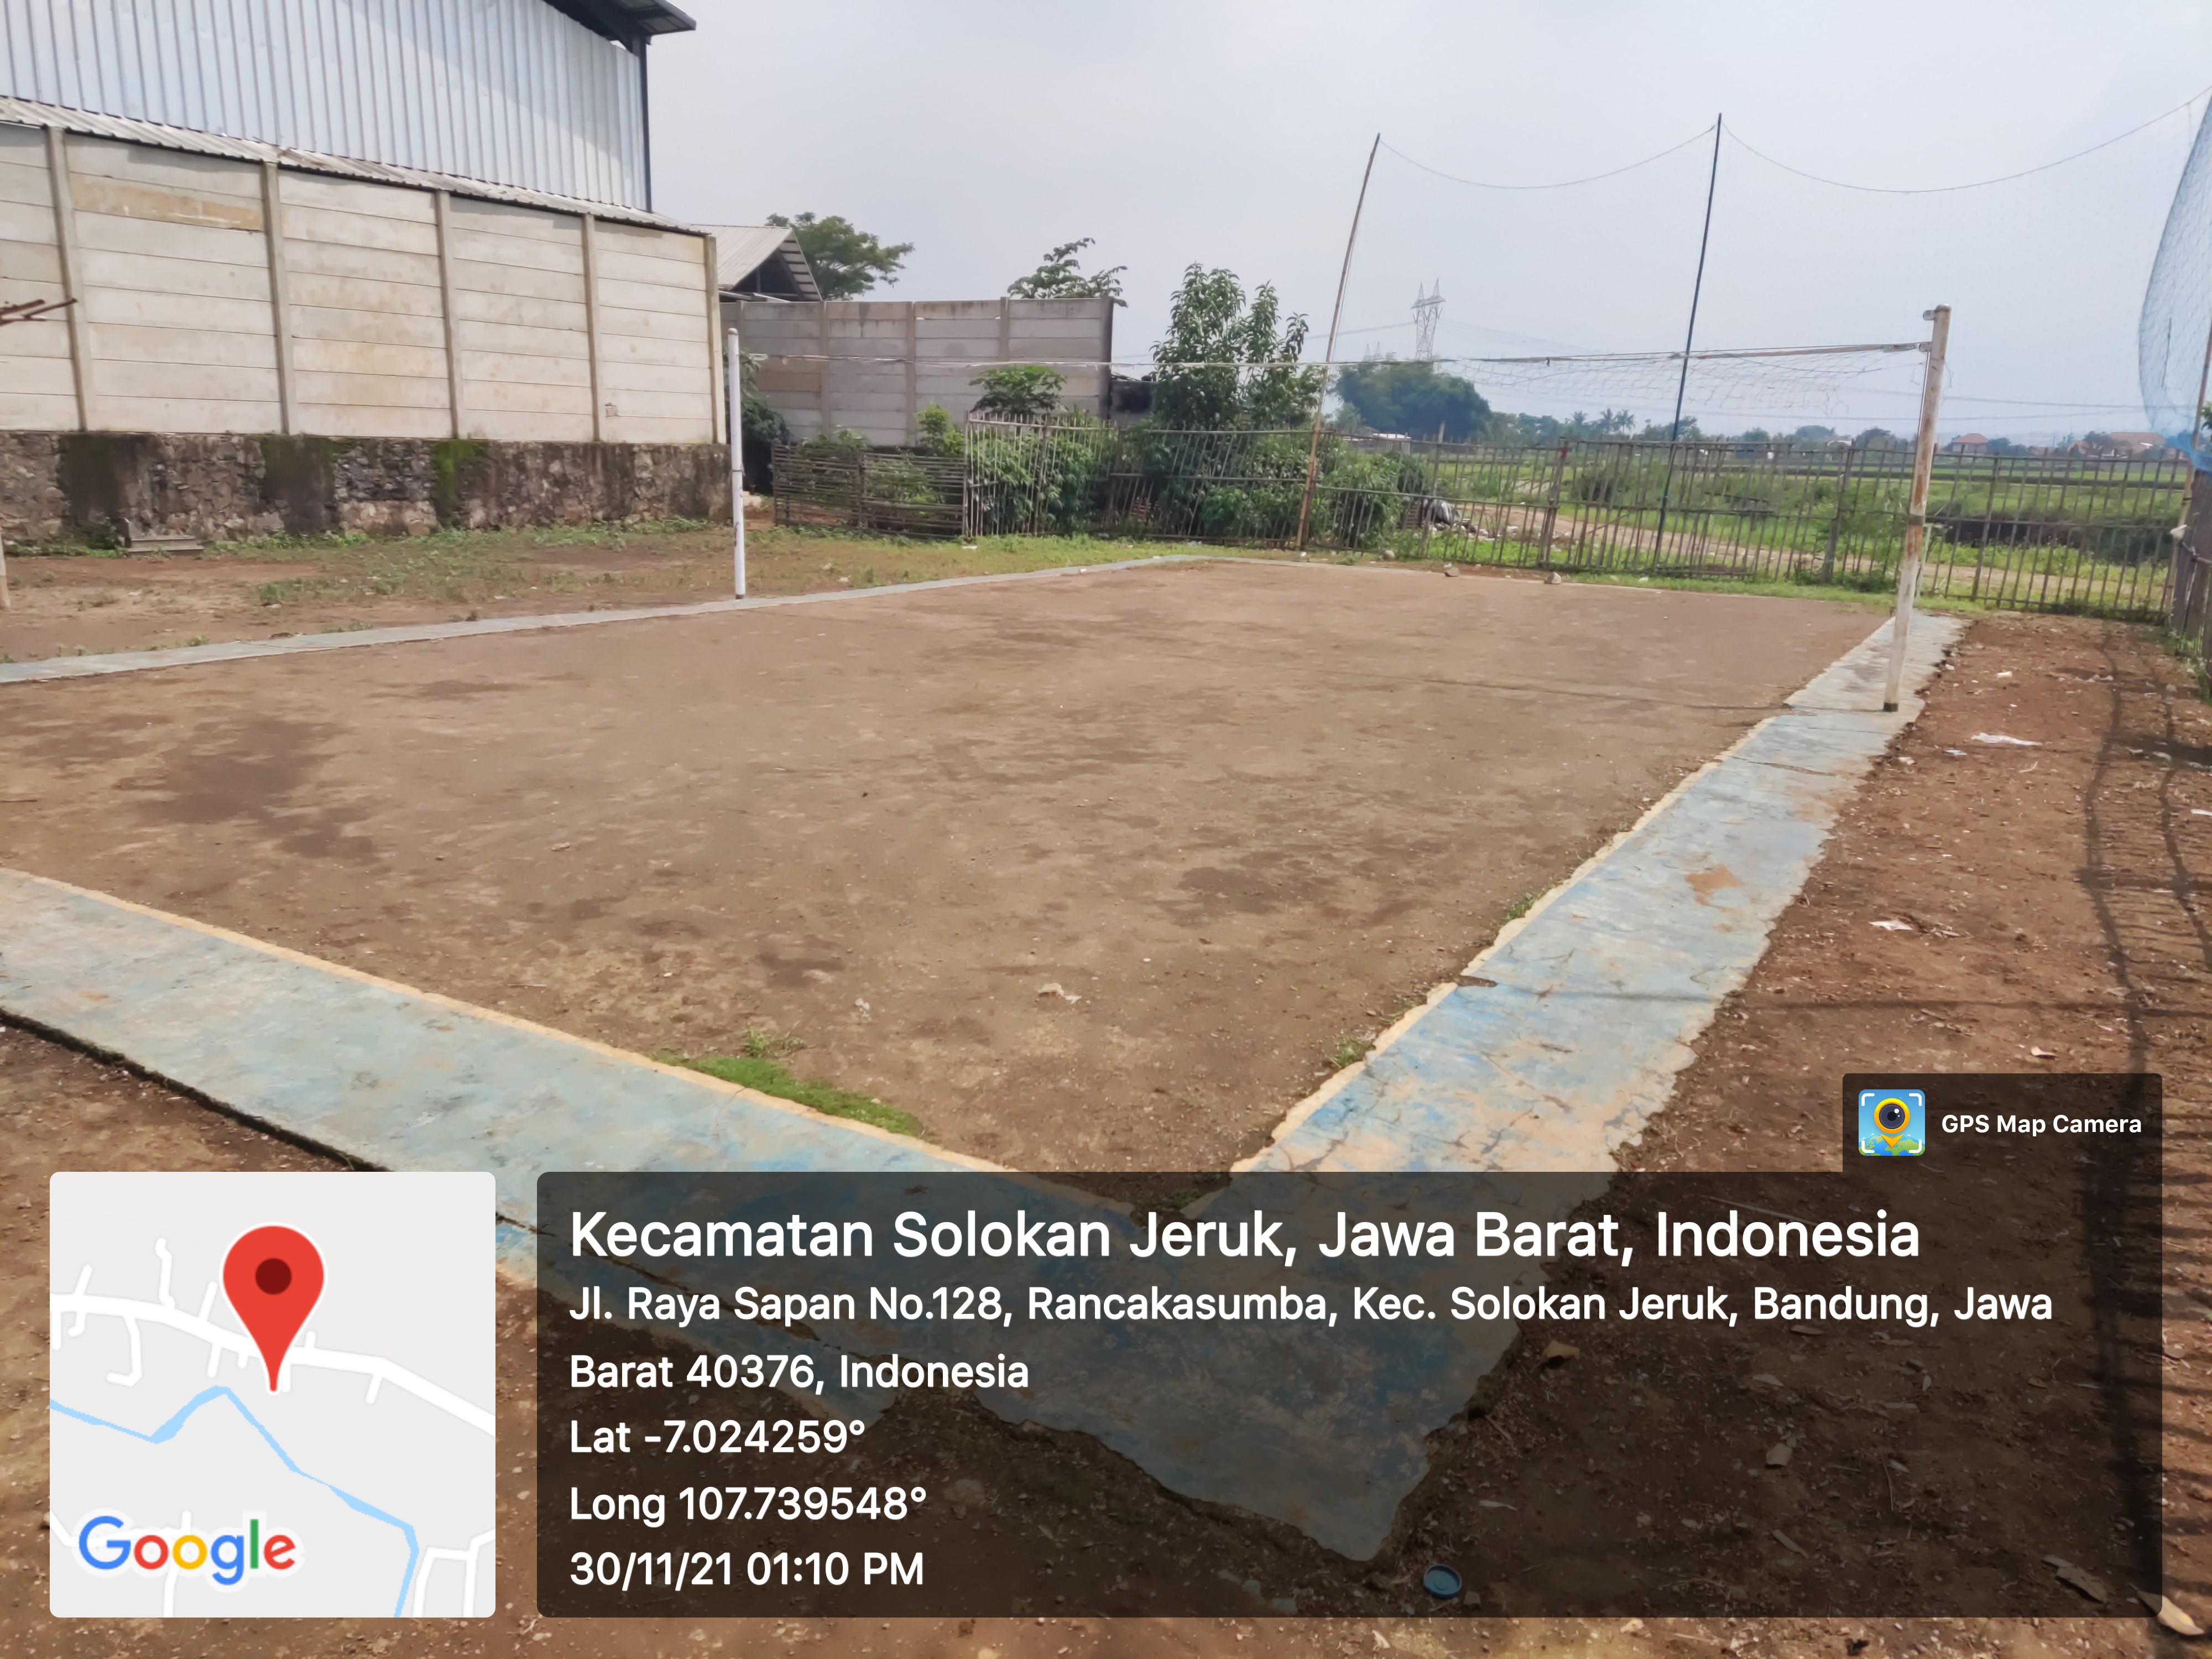 GPS Map Camera
Kecamatan Solokan Jeruk, Jawa Barat, Indonesia
Jl. Raya Sapan No.128, Rancakasumba, Kec. Solokan Jeruk, Bandung, Jawa
Barat 40376, Indonesia
Lat -7.024259°
Long 107.739548°
30/11/21 01:10 PM
Google